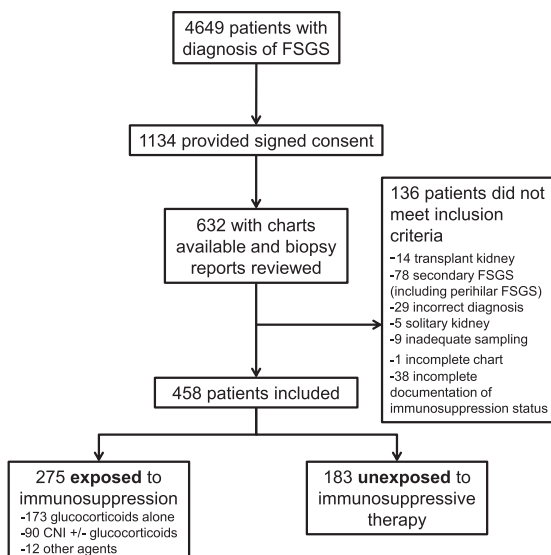 4649 patients with
diagnosis of FSGS
1134 provided signed consent
632 with charts
available and biopsy
reports reviewed
136 patients did not
meet inclusion
criteria
-14 transplant kidney
-78 secondary FSGS
(including perihilar FSGS)
-29 incorrect diagnosis
-5 solitary kidney
-9 inadequate sampling
-1 incomplete chart
-38 incomplete
documentation of
immunosuppression status
458 patients included
275 exposed to
immunosuppression
-173 glucocorticoids alone
-90 CNI +/- glucocorticoids
-12 other agents
183 unexposed to
immunosuppressive
therapy